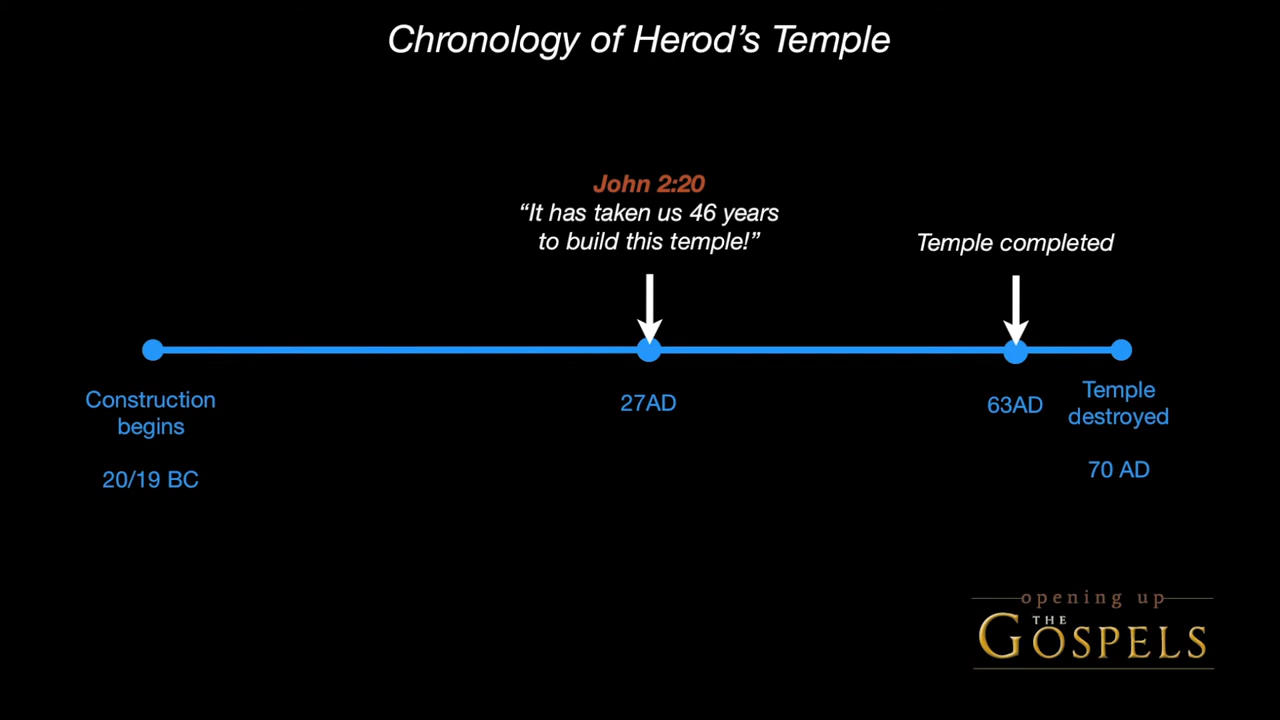 Chronology of Herod’s Temple
John 2:20
“It has taken us 46 years
to build this temple!”
Temple completed
Construction
begins
20/19 BC
27AD
63AD
Temple
destroyed
70 AD
opening up
THE
GOSPELS